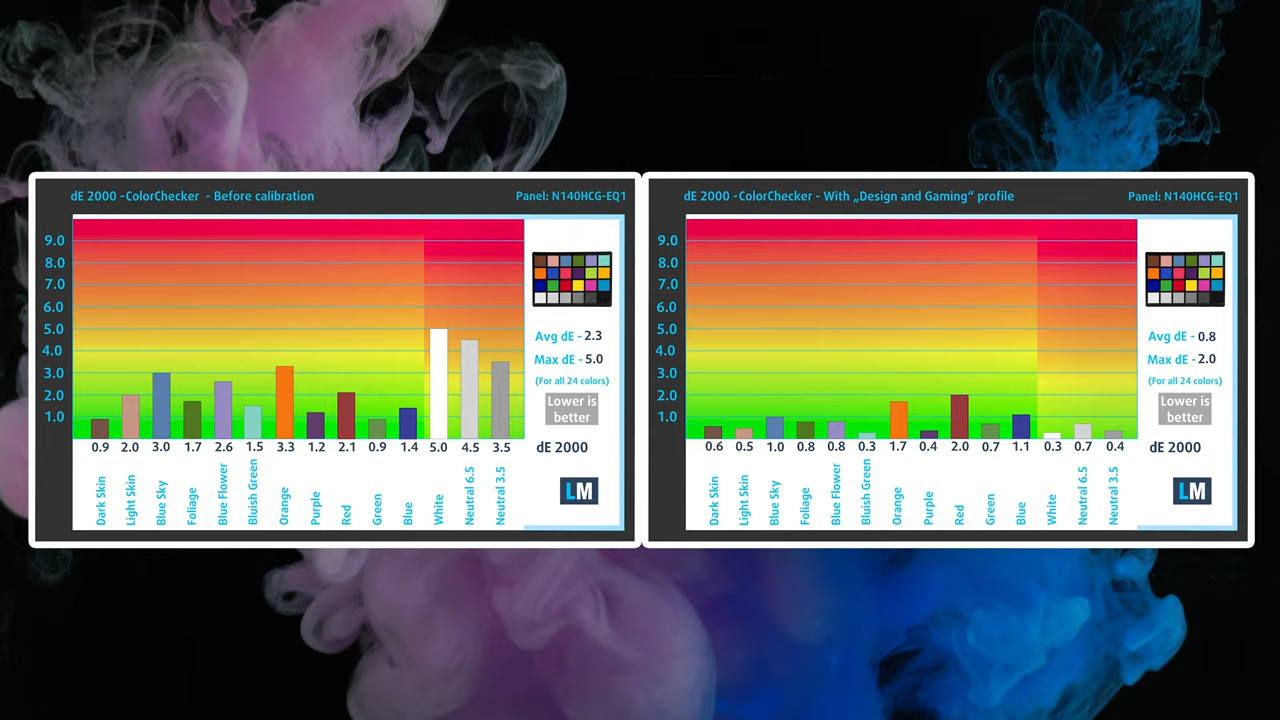 dE 2000 -ColorChecker - Before calibration
Panel: N140HCG-EQ1
9.0
8.0
7.0
6.0
5.0
4.0
3.0
2.0
1.0
Avg dE - 2.3
Max dE - 5.0
(For all 24 colors)
Lower is
better
0.9 2.0 3.0 1.7 2.6 1.5 3.3 1.2 2.1 0.9 1.4 5.0 4.5 3.5
dE 2000
Dark Skin
Light Skin
Blue Sky
Foliage
Blue Flower
Bluish Green
Orange
Purple
Red
Green
Blue
White
Neutral 6.5
Neutral 3.5
LM
dE 2000 -ColorChecker - With „Design and Gaming“ profile
Panel: N140HCG-EQ1
9.0
8.0
7.0
6.0
5.0
4.0
3.0
2.0
1.0
Avg dE - 0.8
Max dE - 2.0
(For all 24 colors)
Lower is
better
0.6 0.5 1.0 0.8 0.8 0.3 1.7 0.4 2.0 0.7 1.1 0.3 0.7 0.4
dE 2000
Dark Skin
Light Skin
Blue Sky
Foliage
Blue Flower
Bluish Green
Orange
Purple
Red
Green
Blue
White
Neutral 6.5
Neutral 3.5
LM